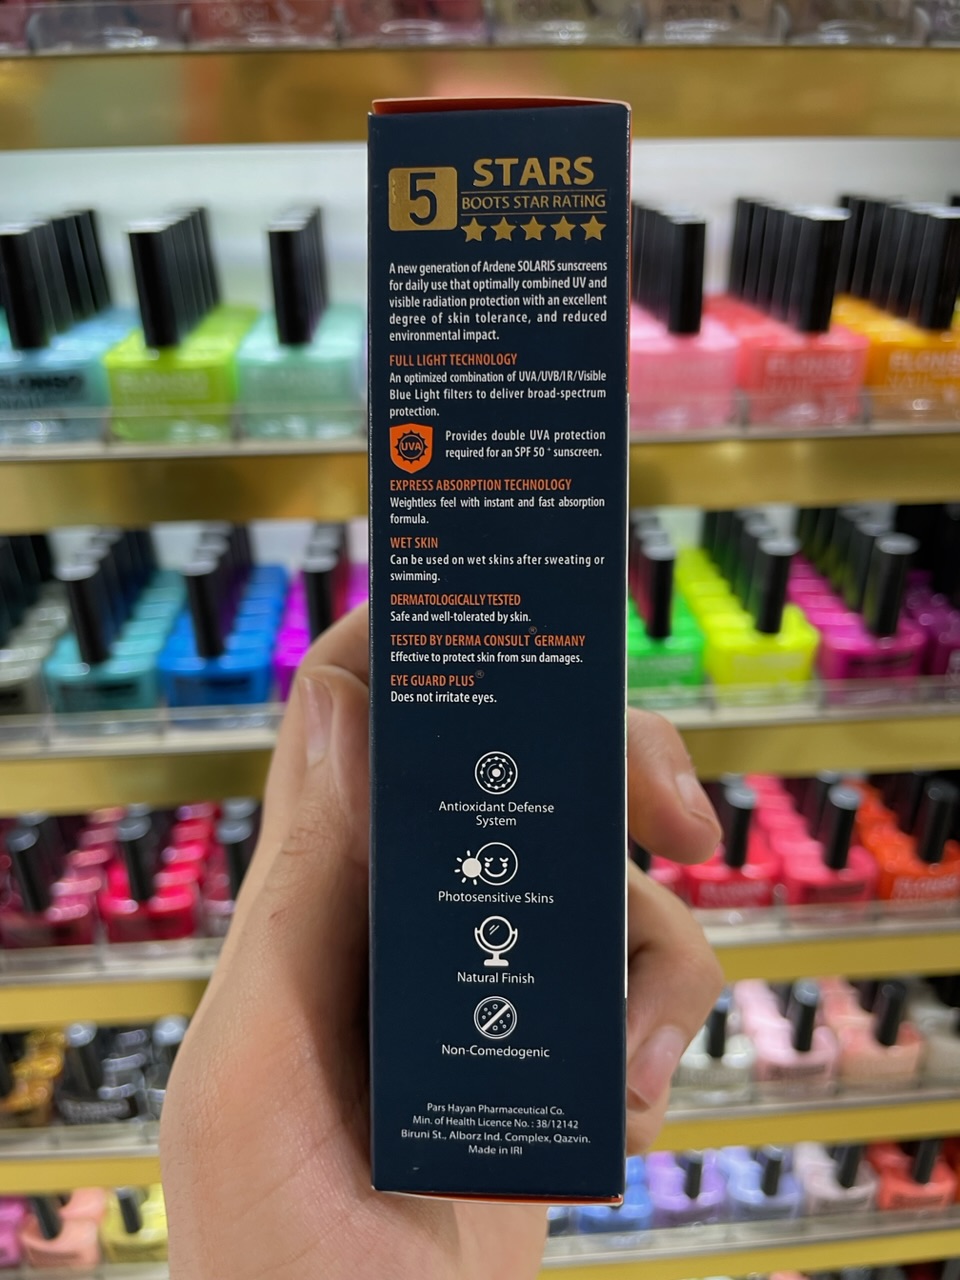 5 STARS
BOOTS STAR RATING
A new generation of Ardene SOLARIS sunscreens
for daily use that optimally combined UV and
visible radiation protection with an excellent
degree of skin tolerance, and reduced
environmental impact.
FULL LIGHT TECHNOLOGY
An optimized combination of UVA/UVB/IR/Visible
Blue Light filters to deliver broad-spectrum
protection.
UVA
Provides double UVA protection
required for an SPF 50+ sunscreen.
EXPRESS ABSORPTION TECHNOLOGY
Weightless feel with instant and fast absorption
formula.
WET SKIN
Can be used on wet skins after sweating or
swimming.
DERMATOLOGICALLY TESTED
Safe and well-tolerated by skin.
TESTED BY DERMA CONSULT® GERMANY
Effective to protect skin from sun damages.
EYE GUARD PLUS®
Does not irritate eyes.
Antioxidant Defense
System
Photosensitive Skins
Natural Finish
Non-Comedogenic
Pars Hayan Pharmaceutical Co.
Min. of Health Licence No. : 38/12142
Biruni St., Alborz Ind. Complex, Qazvin.
Made in IRI